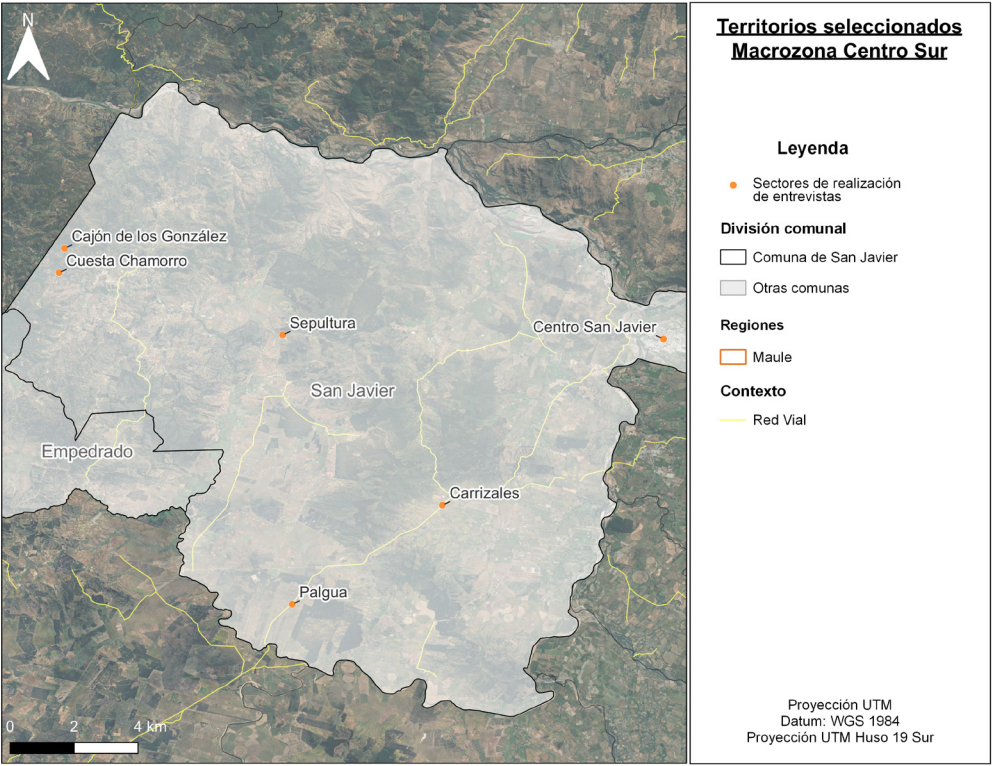 N
Cajón de los González
Cuesta Chamorro
Sepultura
Centro San Javier
San Javier
Empedrado
Carrizales
Palgua
0 2 4 km
Territorios seleccionados
Macrozona Centro Sur
Leyenda
Sectores de realización
de entrevistas
División comunal
Comuna de San Javier
Otras comunas
Regiones
Maule
Contexto
Red Vial
Proyección UTM
Datum: WGS 1984
Proyección UTM Huso 19 Sur